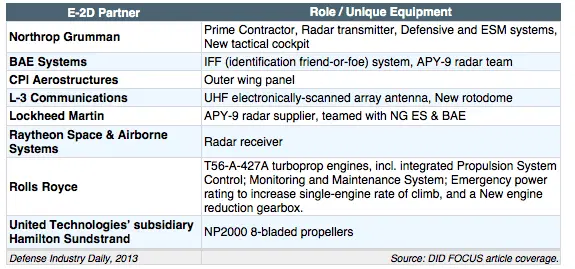 E-2D Partner Role / Unique Equipment
Northrop Grumman Prime Contractor, Radar transmitter, Defensive and ESM systems,
New tactical cockpit
BAE Systems IFF (identification friend-or-foe) system, APY-9 radar team
CPI Aerostructures Outer wing panel
L-3 Communications UHF electronically-scanned array antenna, New rotodome
Lockheed Martin APY-9 radar supplier, teamed with NG ES & BAE
Raytheon Space & Airborne
Systems Radar receiver
Rolls Royce T56-A-427A turboprop engines, incl. integrated Propulsion System
Control; Monitoring and Maintenance System; Emergency power
rating to increase single-engine rate of climb, and a New engine
reduction gearbox.
United Technologies' subsidiary
Hamilton Sundstrand NP2000 8-bladed propellers
Defense Industry Daily, 2013 Source: DID FOCUS article coverage.